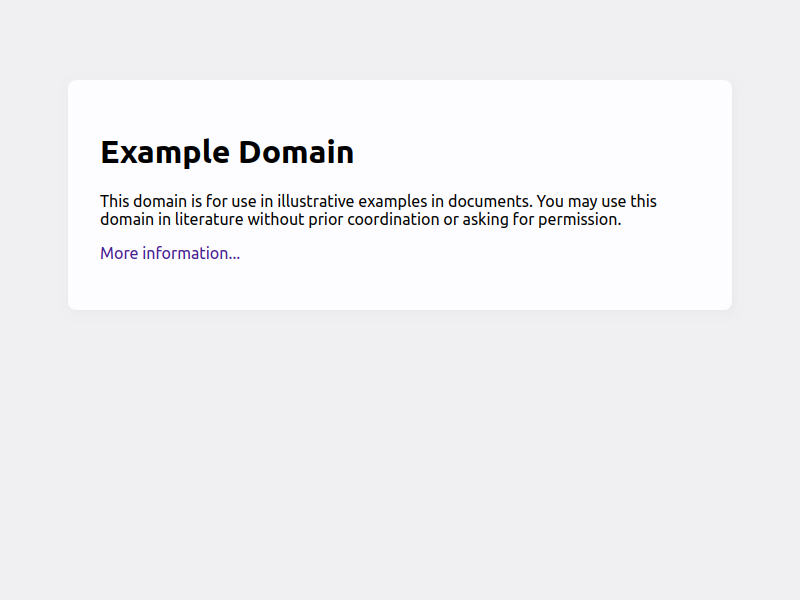 Example Domain
This domain is for use in illustrative examples in documents. You may use this
domain in literature without prior coordination or asking for permission.
More information...